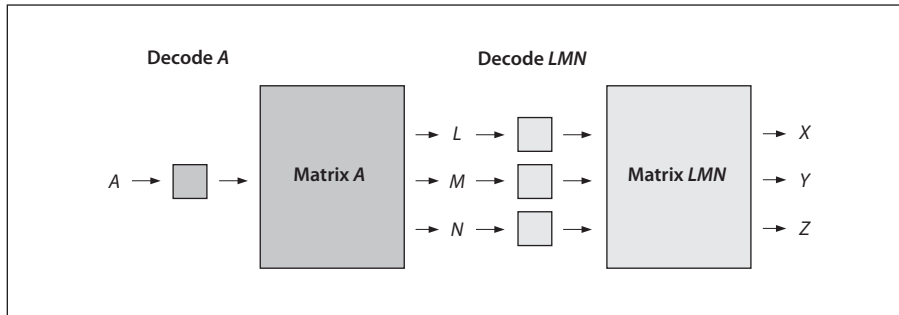 Decode A
Decode LMN
L
X
A
Matrix A
M
Matrix LMN
Y
N
Z